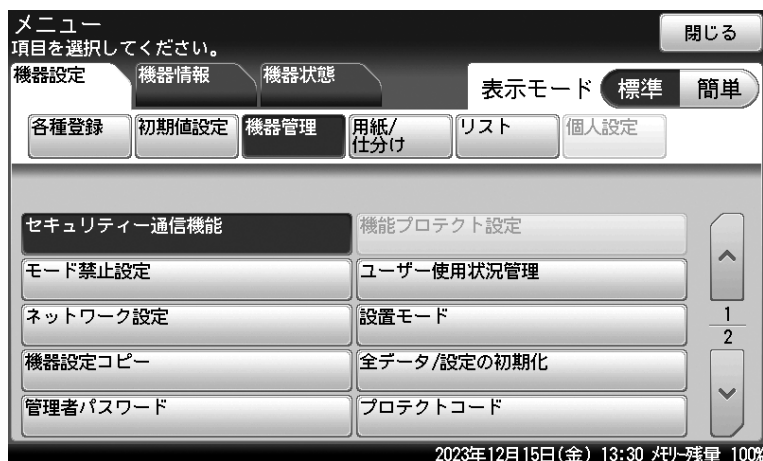 メニュー
閉じる
項目を選択してください。
機器設定 機器情報 機器状態
表示モード 標準 簡単
各種登録 初期値設定 機器管理 用紙/ リスト 個人設定
仕分け
セキュリティー通信機能 機能プロテクト設定
モード禁止設定 ユーザー使用状況管理
ネットワーク設定 設置モード
1
2
機器設定コピー 全データ/設定の初期化
管理者パスワード プロテクトコード
2023年12月15日(金) 13:30 メモリー残量 100%